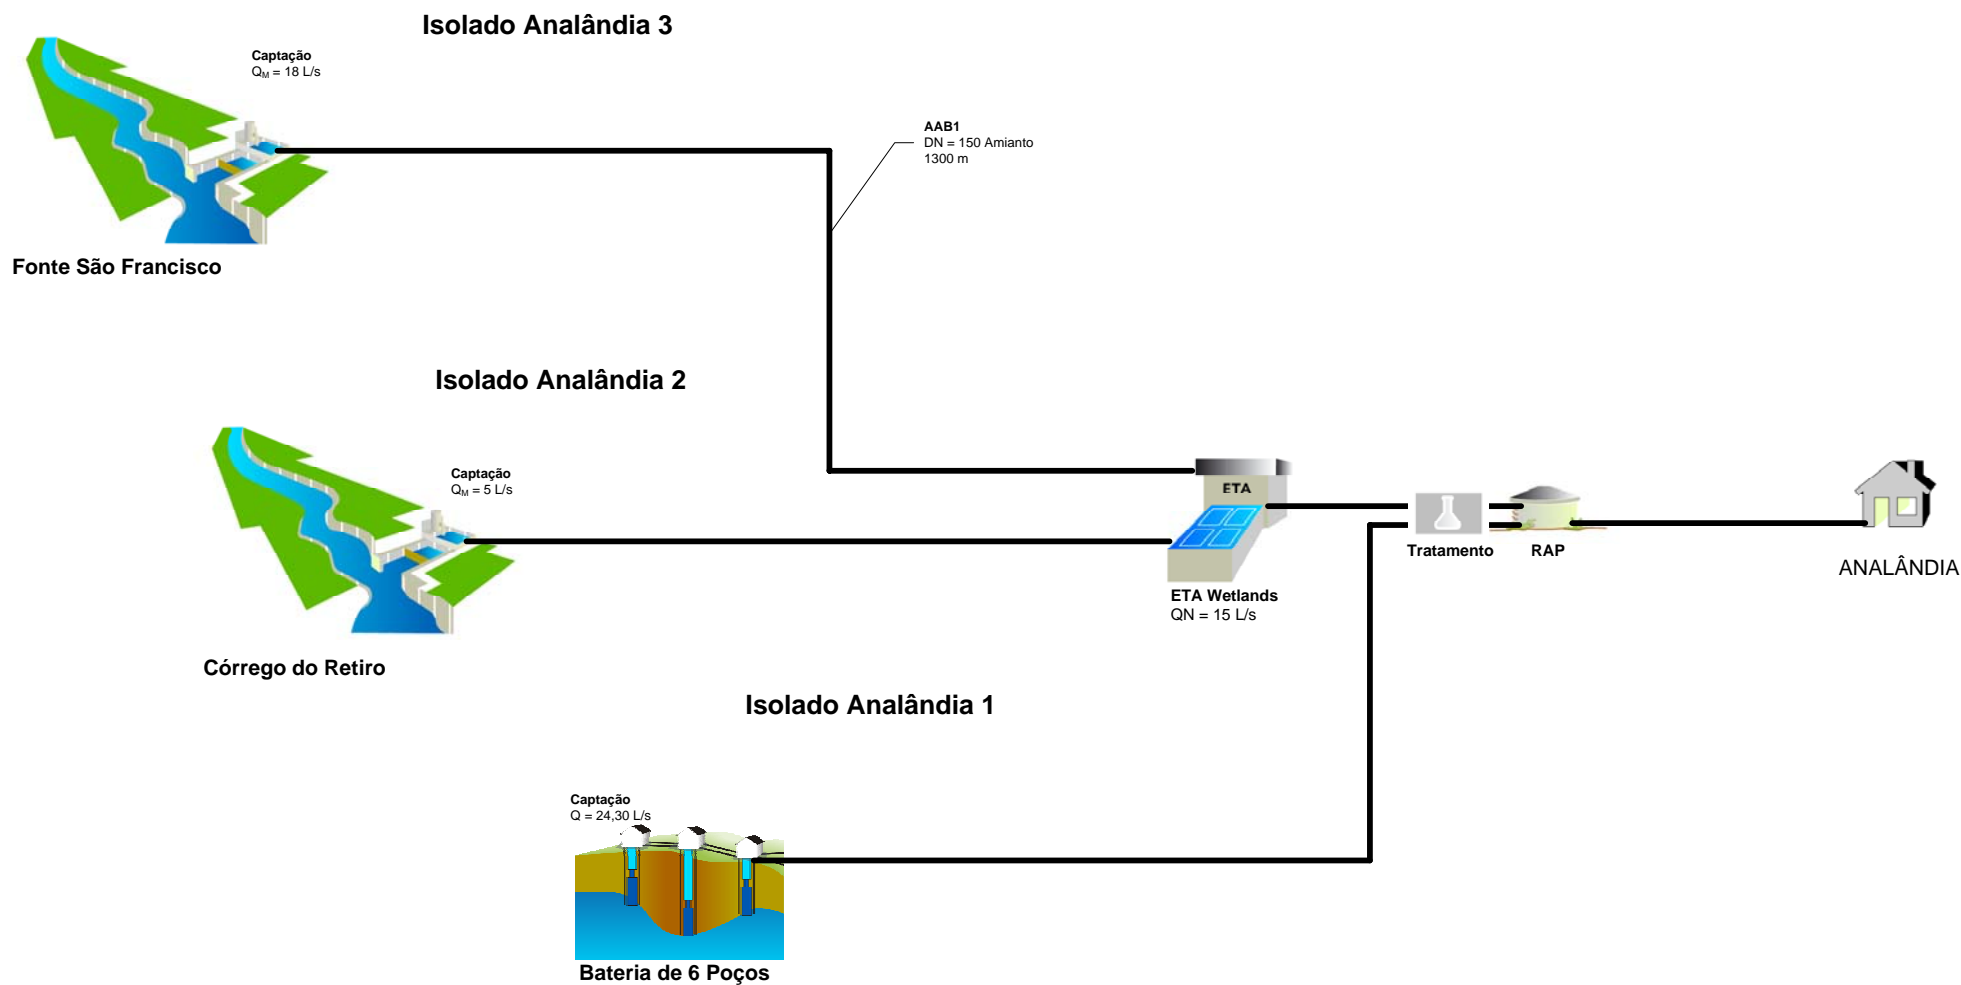 Isolado Analândia 3
Captação
QM = 18 L/s
AAB1
DN = 150 Amianto
1300 m
Fonte São Francisco
Isolado Analândia 2
Captação
QM = 5 L/s
ETA
Tratamento
RAP
ANALÂNDIA
ETA Wetlands
QN = 15 L/s
Córrego do Retiro
Isolado Analândia 1
Captação
Q = 24,30 L/s
Bateria de 6 Poços